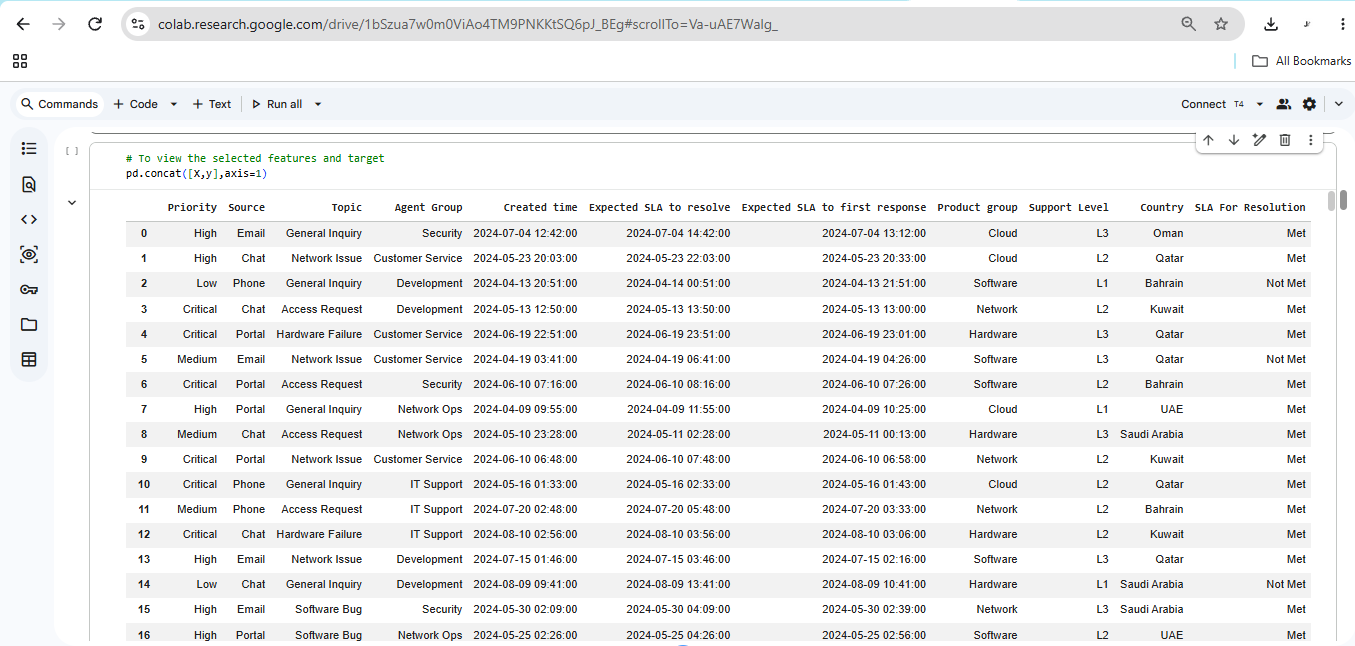 colab.research.google.com/drive/1bSzua7w0m0ViAo4TM9PNKKtSQ6pJ_BEg#scrollTo=Va-uAE7WaIg_
All Bookmarks
Commands + Code + Text Run all Connect T4
[ ]
# To view the selected features and target
pd.concat([X,y],axis=1)
Priority Source Topic Agent Group Created time Expected SLA to resolve Expected SLA to first response Product group Support Level Country SLA For Resolution
0 High Email General Inquiry Security 2024-07-04 12:42:00 2024-07-04 14:42:00 2024-07-04 13:12:00 Cloud L3 Oman Met
1 High Chat Network Issue Customer Service 2024-05-23 20:03:00 2024-05-23 22:03:00 2024-05-23 20:33:00 Cloud L2 Qatar Met
2 Low Phone General Inquiry Development 2024-04-13 20:51:00 2024-04-14 00:51:00 2024-04-13 21:51:00 Software L1 Bahrain Not Met
3 Critical Chat Access Request Development 2024-05-13 12:50:00 2024-05-13 13:50:00 2024-05-13 13:00:00 Network L2 Kuwait Met
4 Critical Portal Hardware Failure Customer Service 2024-06-19 22:51:00 2024-06-19 23:51:00 2024-06-19 23:01:00 Hardware L3 Qatar Met
5 Medium Email Network Issue Customer Service 2024-04-19 03:41:00 2024-04-19 06:41:00 2024-04-19 04:26:00 Software L3 Qatar Not Met
6 Critical Portal Access Request Security 2024-06-10 07:16:00 2024-06-10 08:16:00 2024-06-10 07:26:00 Software L2 Bahrain Met
7 High Portal General Inquiry Network Ops 2024-04-09 09:55:00 2024-04-09 11:55:00 2024-04-09 10:25:00 Cloud L1 UAE Met
8 Medium Chat Access Request Network Ops 2024-05-10 23:28:00 2024-05-11 02:28:00 2024-05-11 00:13:00 Hardware L3 Saudi Arabia Met
9 Critical Portal Network Issue Customer Service 2024-06-10 06:48:00 2024-06-10 07:48:00 2024-06-10 06:58:00 Network L2 Kuwait Met
10 Critical Phone General Inquiry IT Support 2024-05-16 01:33:00 2024-05-16 02:33:00 2024-05-16 01:43:00 Cloud L2 Qatar Met
11 Medium Phone Access Request IT Support 2024-07-20 02:48:00 2024-07-20 05:48:00 2024-07-20 03:33:00 Network L2 Bahrain Met
12 Critical Chat Hardware Failure IT Support 2024-08-10 02:56:00 2024-08-10 03:56:00 2024-08-10 03:06:00 Hardware L2 Kuwait Met
13 High Email Network Issue Development 2024-07-15 01:46:00 2024-07-15 03:46:00 2024-07-15 02:16:00 Software L3 Qatar Met
14 Low Chat General Inquiry Development 2024-08-09 09:41:00 2024-08-09 13:41:00 2024-08-09 10:41:00 Hardware L1 Saudi Arabia Not Met
15 High Email Software Bug Security 2024-05-30 02:09:00 2024-05-30 04:09:00 2024-05-30 02:39:00 Network L3 Saudi Arabia Met
16 High Portal Software Bug Network Ops 2024-05-25 02:26:00 2024-05-25 04:26:00 2024-05-25 02:56:00 Software L2 UAE Met